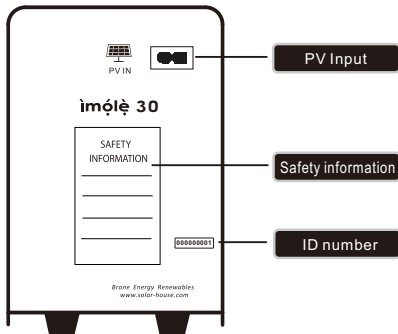 PV IN
PV Input
ìmọ́lẹ̀ 30
SAFETY
INFORMATION
Safety information
000000001
ID number
Brone Energy Renewables
www.solar-house.com